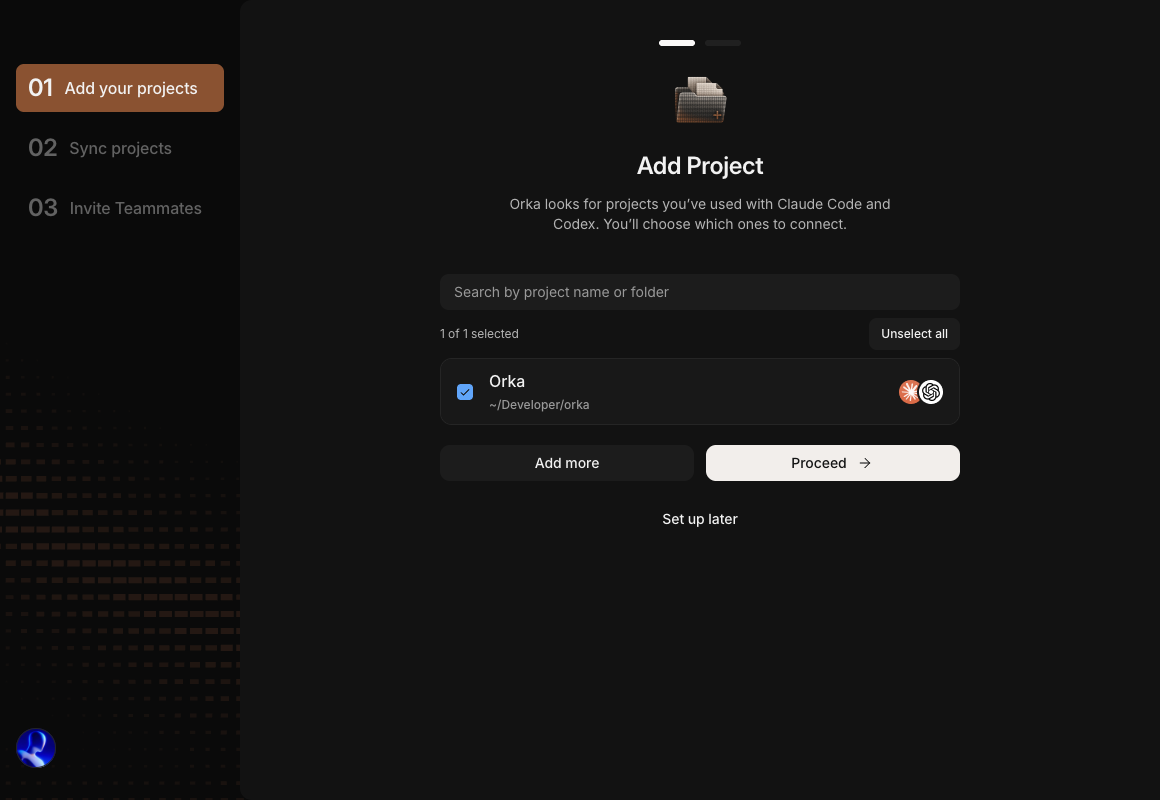 01 Add your projects
02 Sync projects
03 Invite Teammates
Add Project
Orka looks for projects you’ve used with Claude Code and
Codex. You’ll choose which ones to connect.
Search by project name or folder
1 of 1 selected
Unselect all
Orka
~/Developer/orka
Add more
Proceed →
Set up later